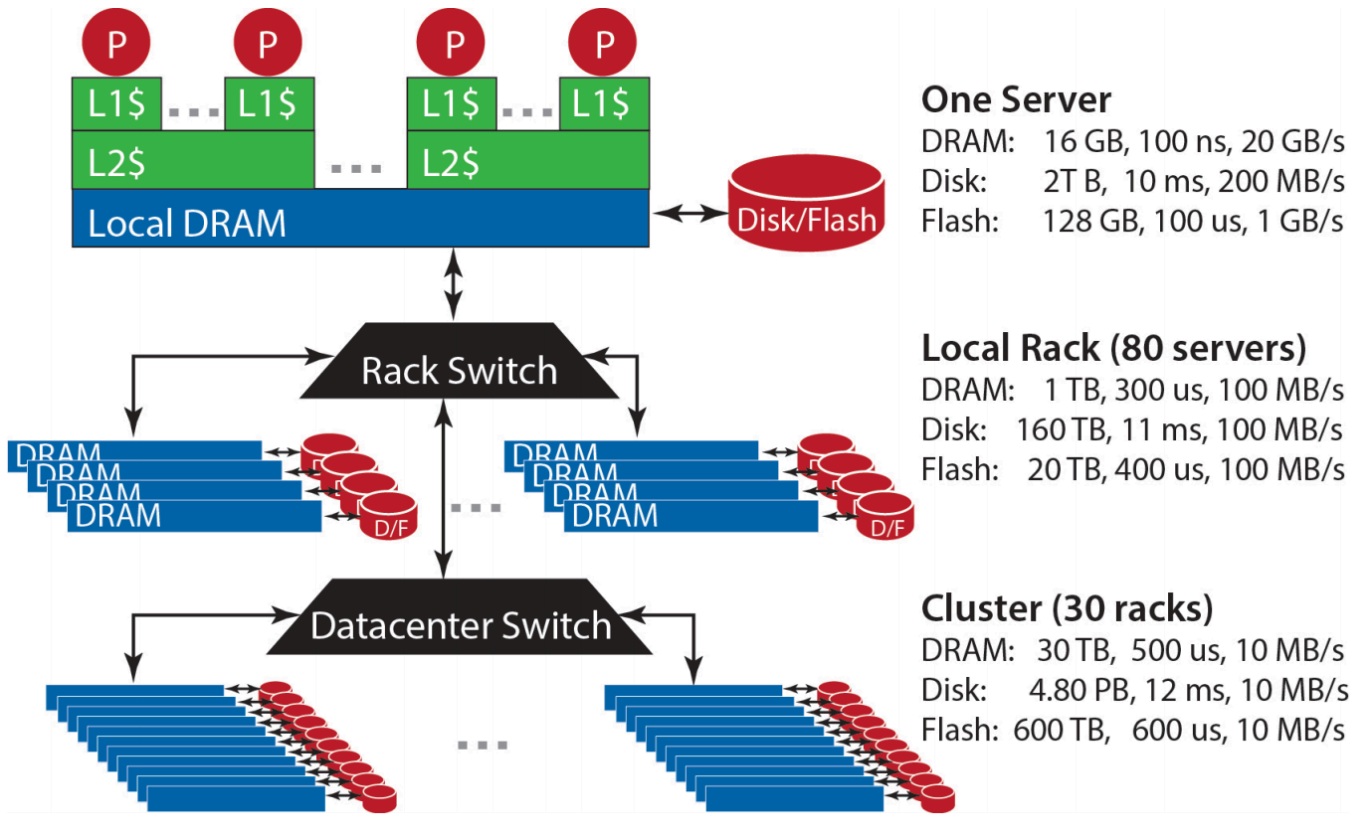 P P P P
L1$ L1$ L1$ L1$
L2$ L2$
Local DRAM
Disk/Flash
One Server
DRAM: 16 GB, 100 ns, 20 GB/s
Disk: 2T B, 10 ms, 200 MB/s
Flash: 128 GB, 100 us, 1 GB/s
Rack Switch
Local Rack (80 servers)
DRAM: 1 TB, 300 us, 100 MB/s
Disk: 160 TB, 11 ms, 100 MB/s
Flash: 20 TB, 400 us, 100 MB/s
DRAM DRAM
DRAM DRAM
DRAM DRAM
DRAM D/F DRAM D/F
Datacenter Switch
Cluster (30 racks)
DRAM: 30 TB, 500 us, 10 MB/s
Disk: 4.80 PB, 12 ms, 10 MB/s
Flash: 600 TB, 600 us, 10 MB/s